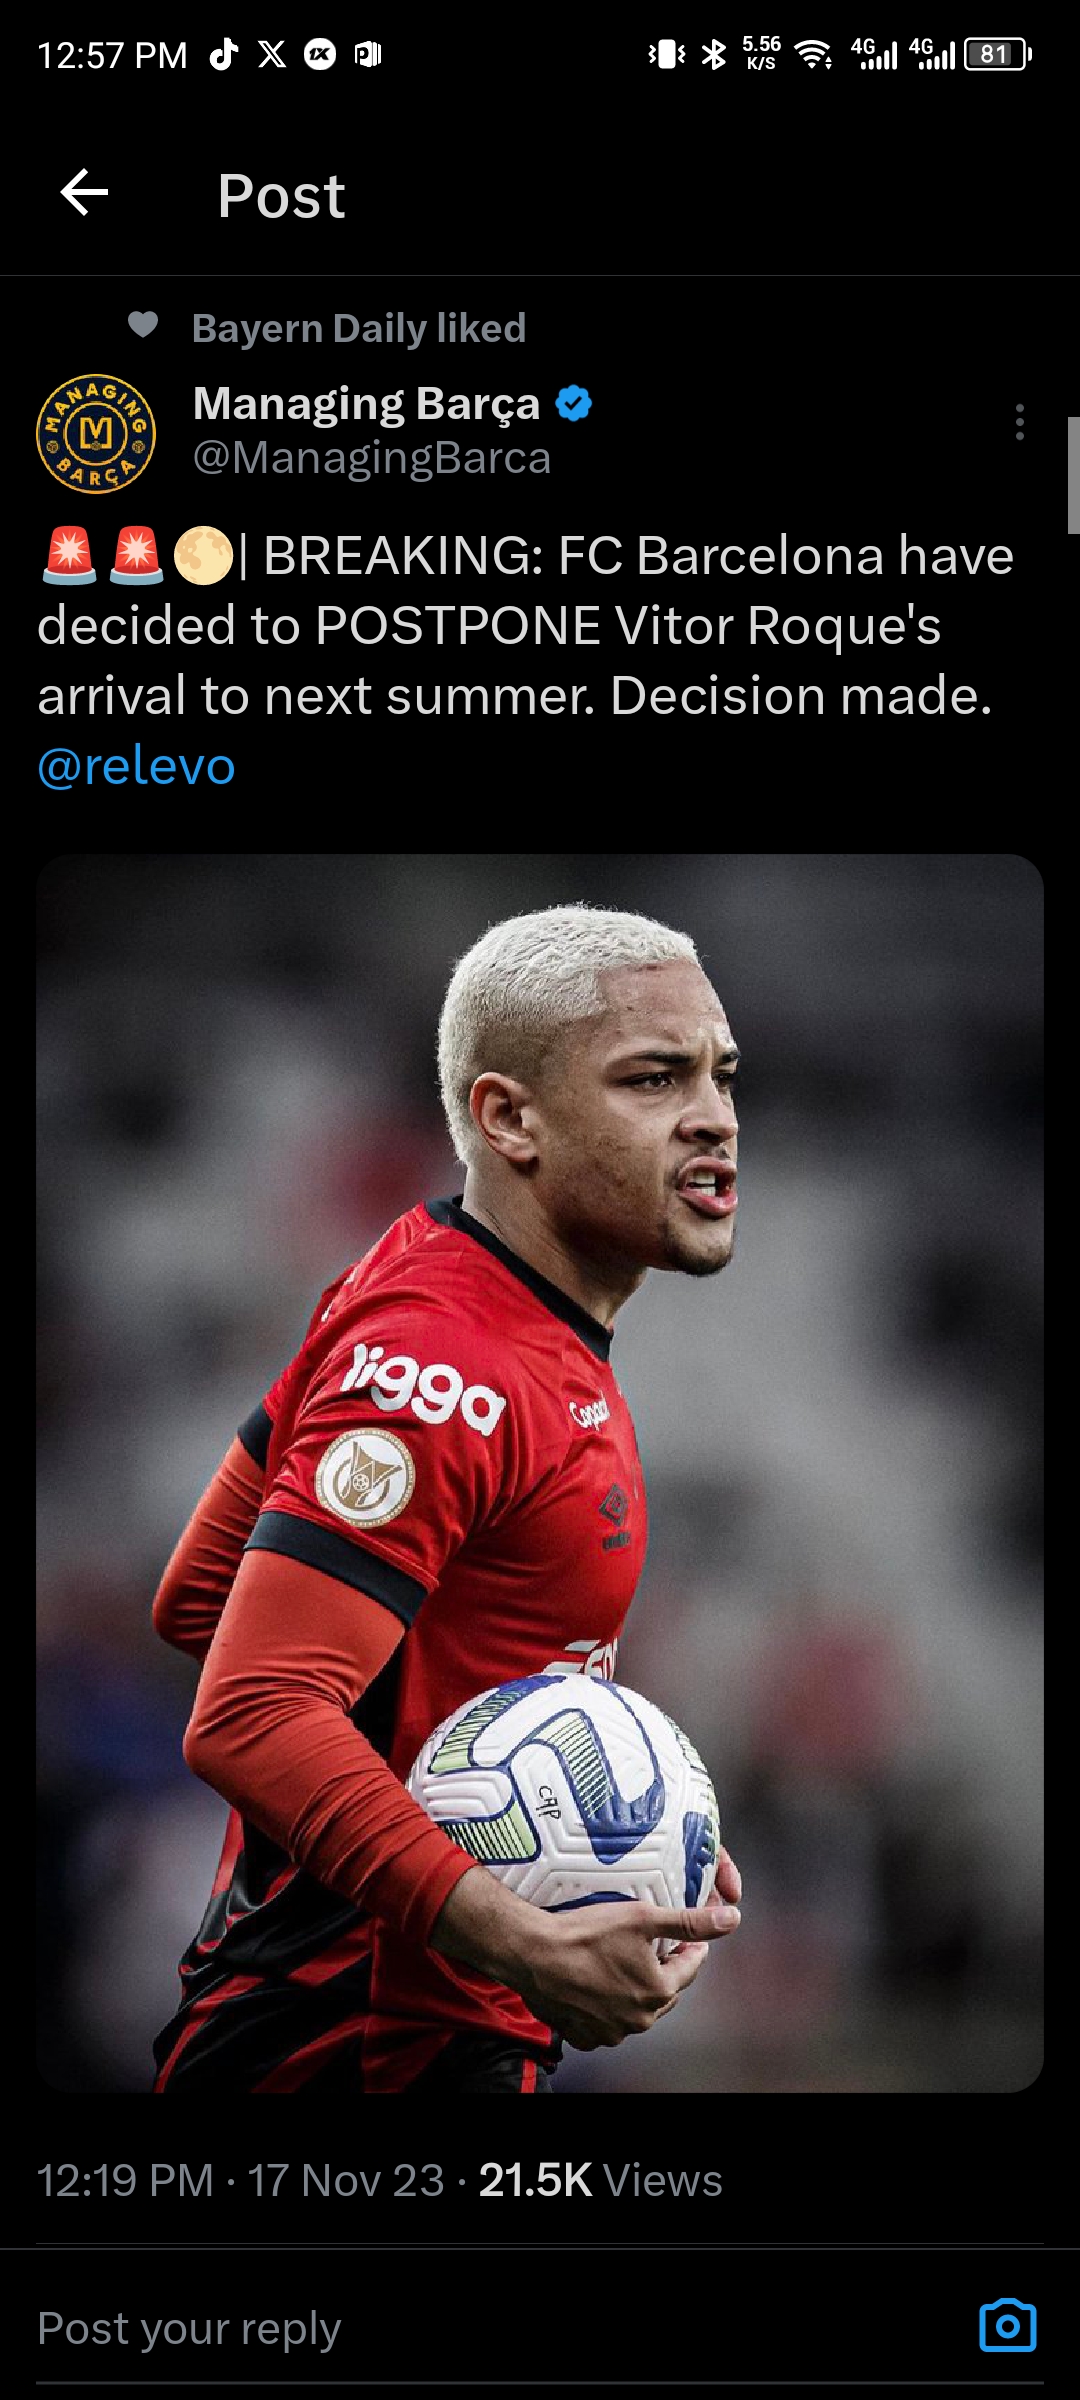 12:57 PM
5.56
K/S
4G
4G
81
Post
Bayern Daily liked
MANAGING
BARÇA
Managing Barça
@ManagingBarca
🚨🚨🌕| BREAKING: FC Barcelona have
decided to POSTPONE Vitor Roque's
arrival to next summer. Decision made.
@relevo
ligga
CAP
12:19 PM · 17 Nov 23 · 21.5K Views
Post your reply